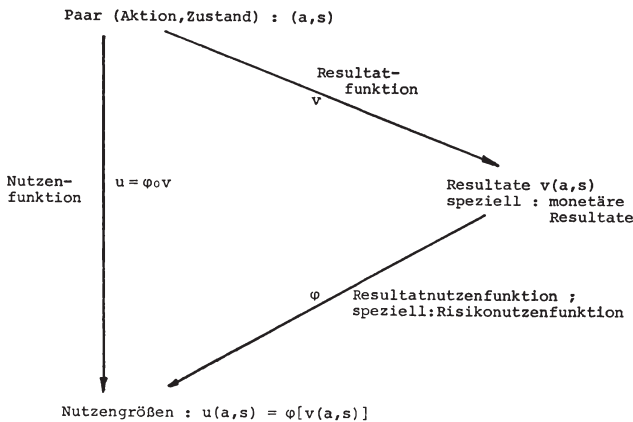 Paar (Aktion,Zustand) : (a,s)
Resultat-
funktion
v
Nutzen-
funktion
u = φ∘v
Resultate v(a,s)
speziell : monetäre
Resultate
φ
Resultatnutzenfunktion ;
speziell:Risikonutzenfunktion
Nutzengrößen : u(a,s) = φ[v(a,s)]